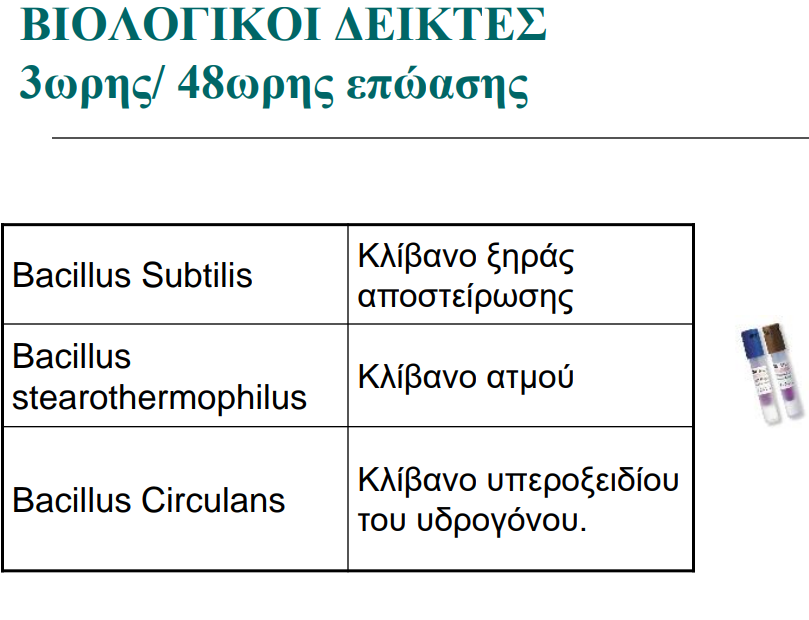 ΒΙΟΛΟΓΙΚΟΙ ΔΕΙΚΤΕΣ
3ωρης/ 48ωρης επώασης
Bacillus Subtilis
Κλίβανο ξηράς
αποστείρωσης
Bacillus
stearothermophilus
Κλίβανο ατμού
Bacillus Circulans
Κλίβανο υπεροξειδίου
του υδρογόνου.